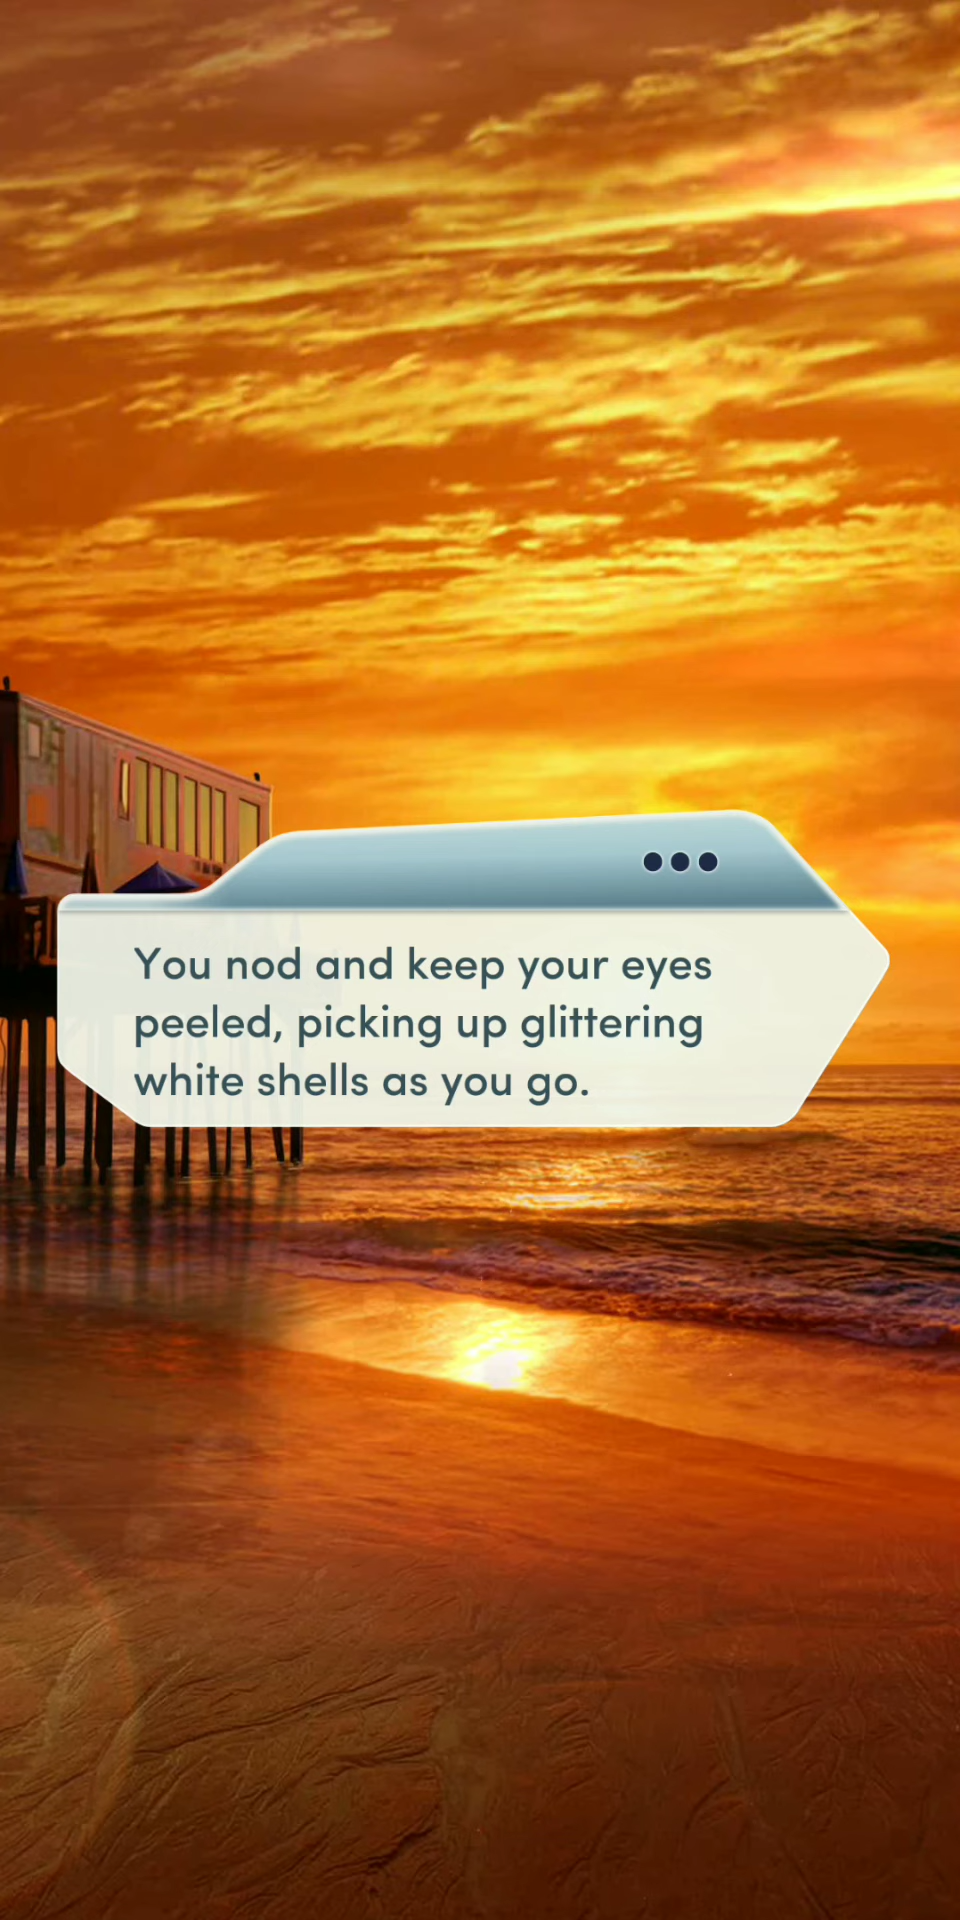 You nod and keep your eyes
peeled, picking up glittering
white shells as you go.